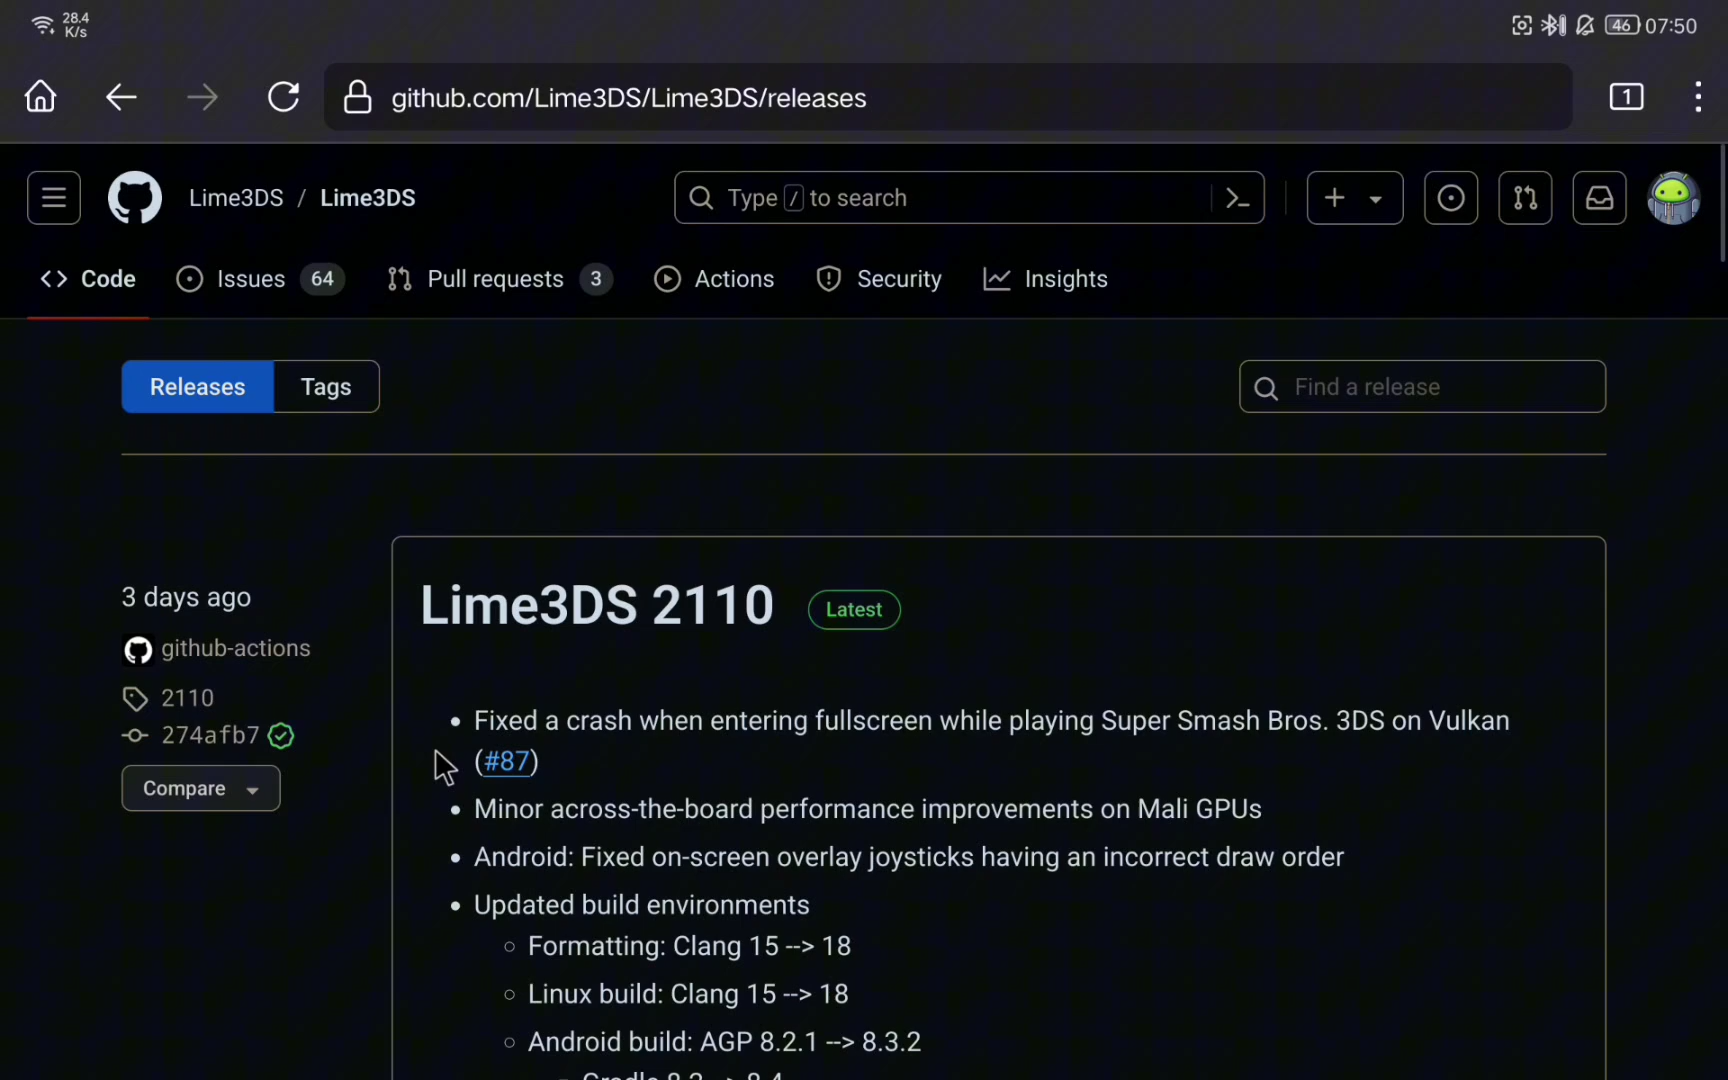 28.4
K/s
46 07:50
github.com/Lime3DS/Lime3DS/releases
1
Lime3DS / Lime3DS
Type / to search
Code
Issues 64
Pull requests 3
Actions
Security
Insights
Releases
Tags
Find a release
3 days ago
github-actions
2110
274afb7
Compare
Lime3DS 2110
Latest
• Fixed a crash when entering fullscreen while playing Super Smash Bros. 3DS on Vulkan
(#87)
• Minor across-the-board performance improvements on Mali GPUs
• Android: Fixed on-screen overlay joysticks having an incorrect draw order
• Updated build environments
○ Formatting: Clang 15 --> 18
○ Linux build: Clang 15 --> 18
○ Android build: AGP 8.2.1 --> 8.3.2